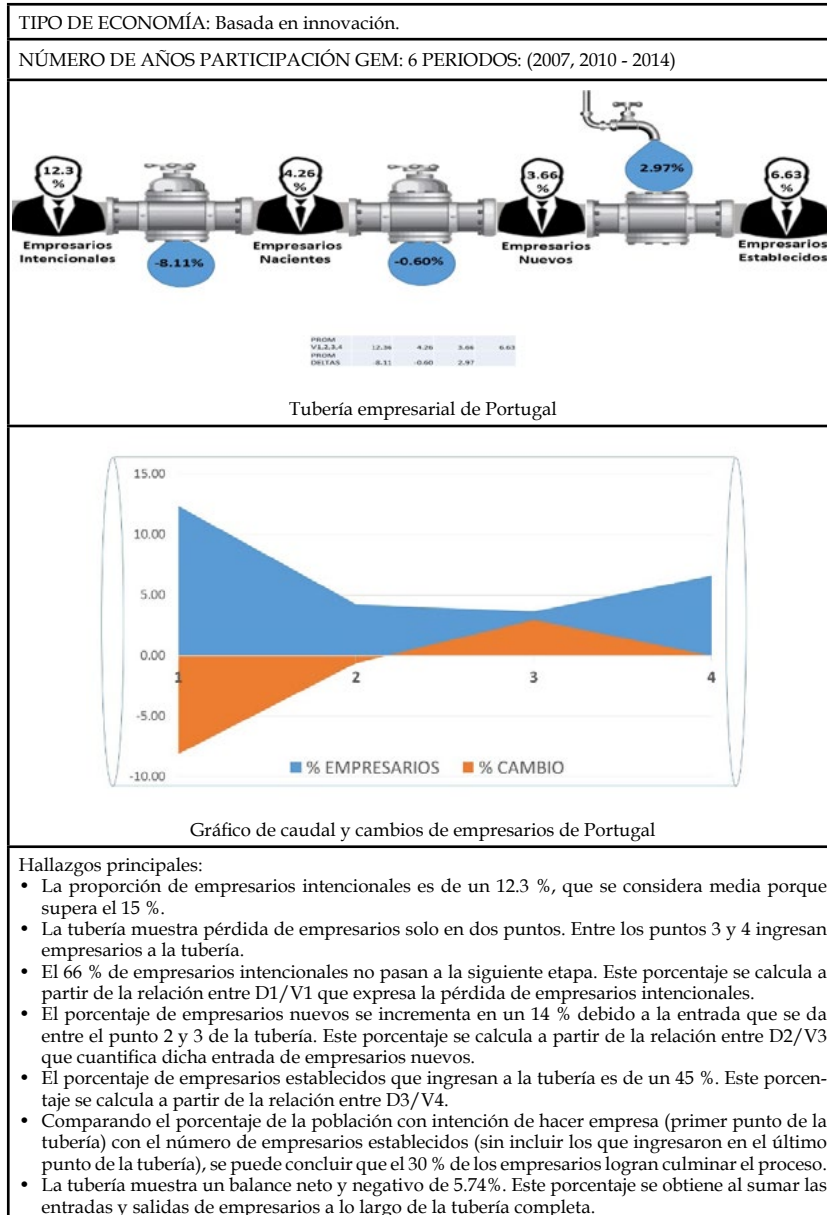 TIPO DE ECONOMÍA: Basada en innovación.
NÚMERO DE AÑOS PARTICIPACIÓN GEM: 6 PERIODOS: (2007, 2010 - 2014)
12.3
%
Empresarios
Intencionales
-8.11%
4.26
%
Empresarios
Nacientes
-0.60%
3.66
%
Empresarios
Nuevos
2.97%
6.63
%
Empresarios
Establecidos
PROM
V1,2,3,4 12.36 4.26 3.66 6.63
PROM
DELTAS -8.11 -0.60 2.97
Tubería empresarial de Portugal
15.00
10.00
5.00
0.00
-5.00
-10.00
1 2 3 4
% EMPRESARIOS % CAMBIO
Gráfico de caudal y cambios de empresarios de Portugal
Hallazgos principales:
• La proporción de empresarios intencionales es de un 12.3 %, que se considera media porque
supera el 15 %.
• La tubería muestra pérdida de empresarios solo en dos puntos. Entre los puntos 3 y 4 ingresan
empresarios a la tubería.
• El 66 % de empresarios intencionales no pasan a la siguiente etapa. Este porcentaje se calcula a
partir de la relación entre D1/V1 que expresa la pérdida de empresarios intencionales.
• El porcentaje de empresarios nuevos se incrementa en un 14 % debido a la entrada que se da
entre el punto 2 y 3 de la tubería. Este porcentaje se calcula a partir de la relación entre D2/V3
que cuantifica dicha entrada de empresarios nuevos.
• El porcentaje de empresarios establecidos que ingresan a la tubería es de un 45 %. Este porcen-
taje se calcula a partir de la relación entre D3/V4.
• Comparando el porcentaje de la población con intención de hacer empresa (primer punto de la
tubería) con el número de empresarios establecidos (sin incluir los que ingresaron en el último
punto de la tubería), se puede concluir que el 30 % de los empresarios logran culminar el proceso.
• La tubería muestra un balance neto y negativo de 5.74%. Este porcentaje se obtiene al sumar las
entradas y salidas de empresarios a lo largo de la tubería completa.